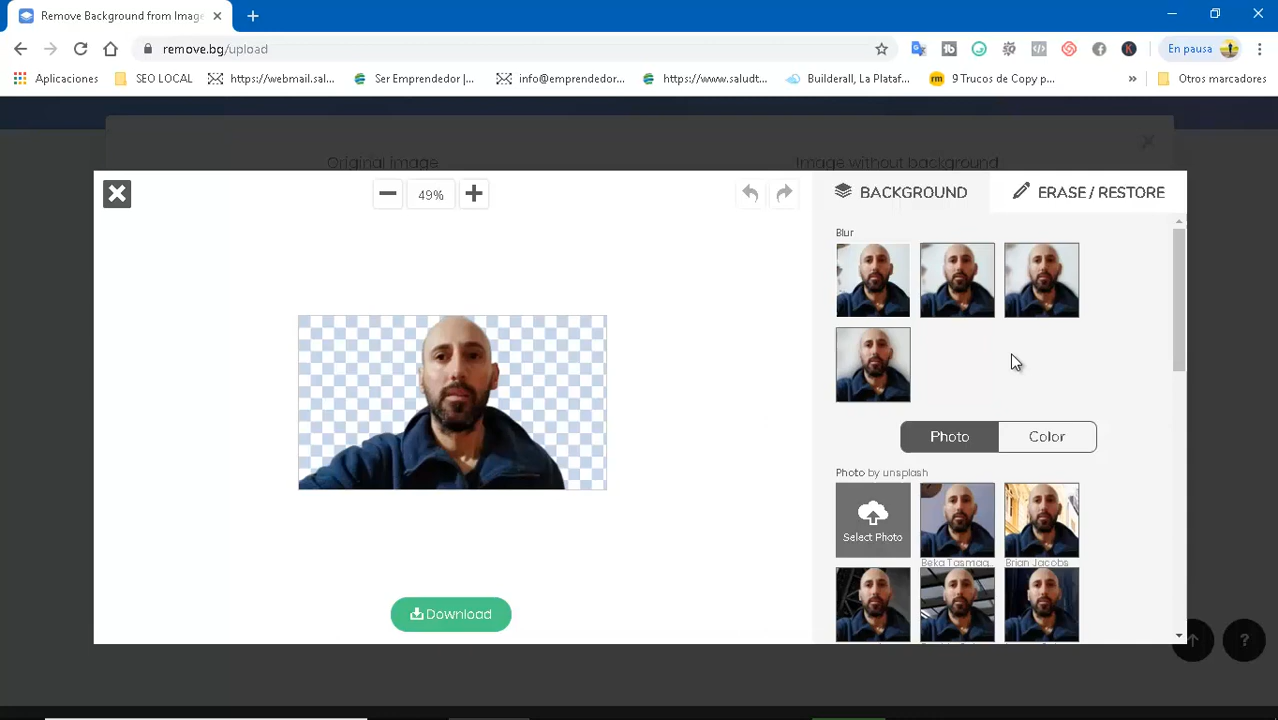 Remove Background from Image
remove.bg/upload
En pausa
Aplicaciones
SEO LOCAL
https://webmail.sal...
Ser Emprendedor |...
info@emprendedor...
https://www.saludt...
Builderall, La Plataf...
9 Trucos de Copy p...
»
Otros marcadores
Original image
Image without background
49%
BACKGROUND
ERASE / RESTORE
Blur
Photo
Color
Photo by unsplash
Select Photo
Beka Tasmag...
Brian Jacobs
Download
?